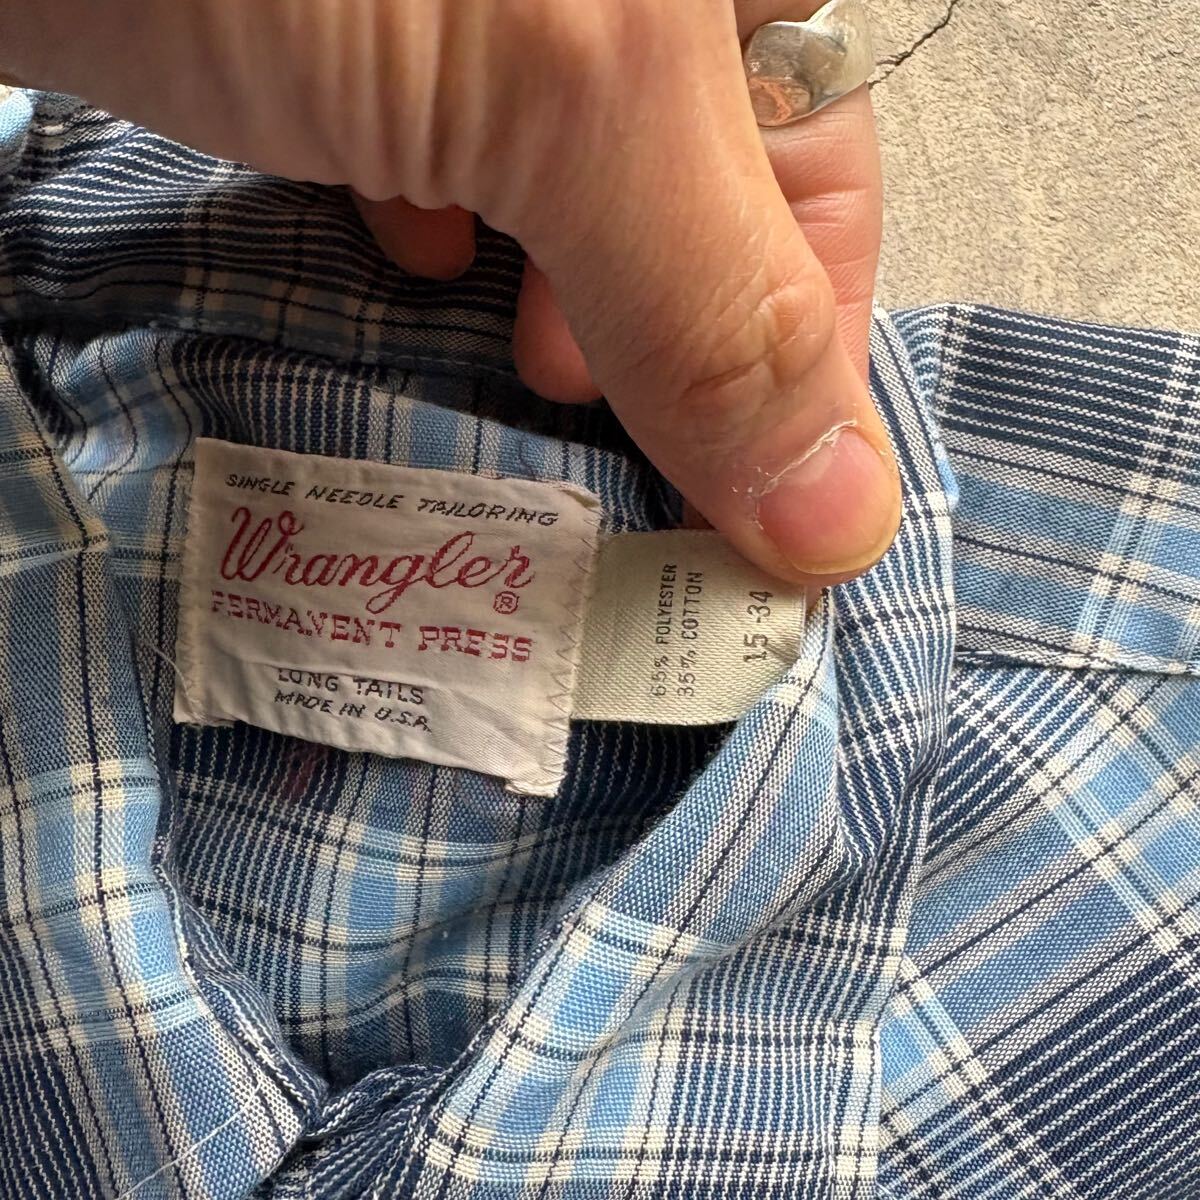 SINGLE NEEDLE TAILORING
Wrangler®
PERMANENT PRESS
LONG TAILS
MADE IN U.S.A.
65% POLYESTER
35% COTTON
15-34